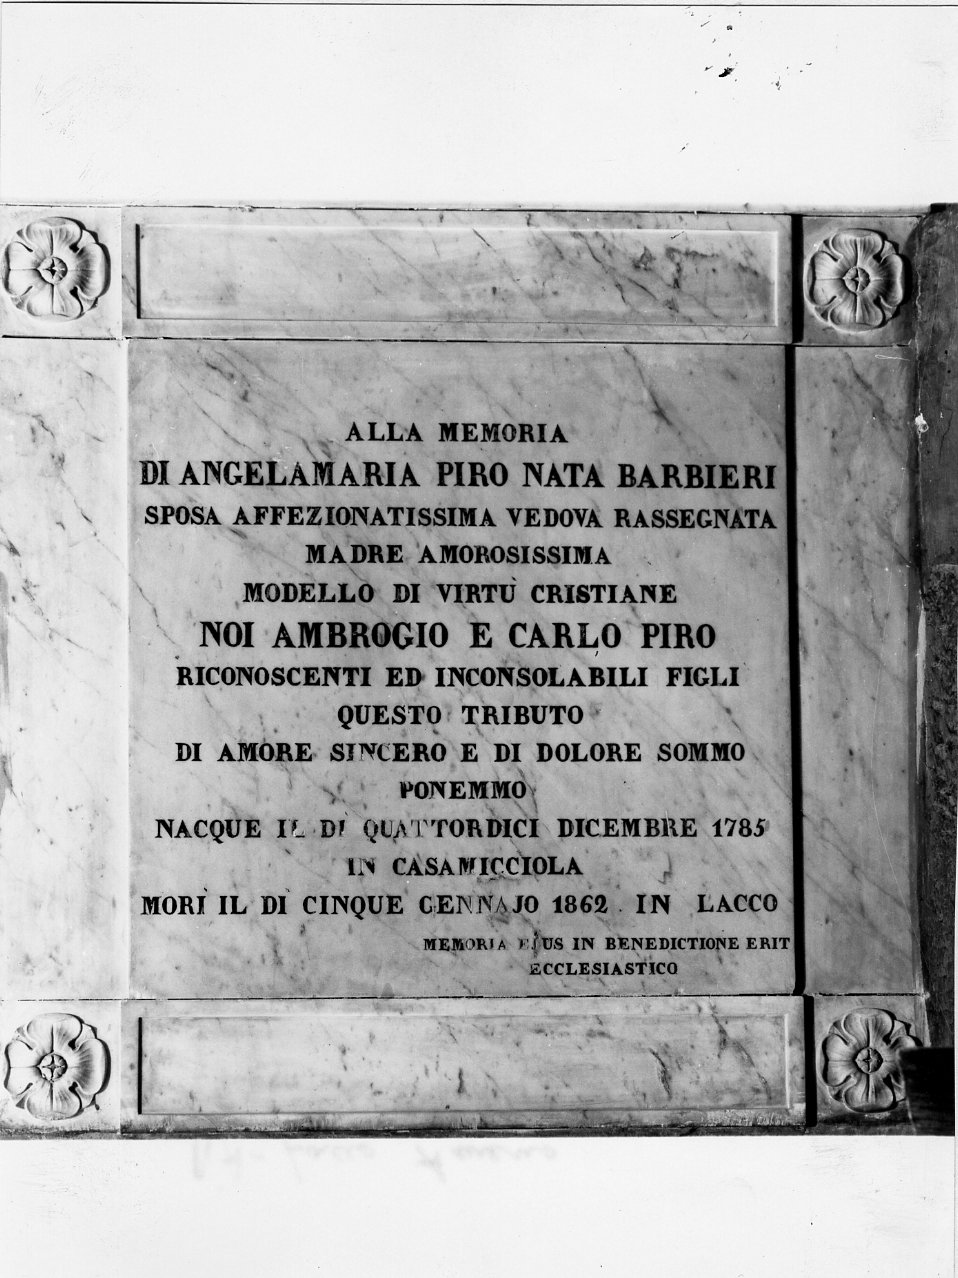 ALLA MEMORIA
DI ANGELAMARIA PIRO NATA BARBIERI
SPOSA AFFEZIONATISSIMA VEDOVA RASSEGNATA
MADRE AMOROSISSIMA
MODELLO DI VIRTÙ CRISTIANE
NOI AMBROGIO E CARLO PIRO
RICONOSCENTI ED INCONSOLABILI FIGLI
QUESTO TRIBUTO
DI AMORE SINCERO E DI DOLORE SOMMO
PONEMMO
NACQUE IL DÌ QUATTORDICI DICEMBRE 1785
IN CASAMICCIOLA
MORÌ IL DÌ CINQUE GENNAJO 1862 IN LACCO
MEMORIA EJUS IN BENEDICTIONE ERIT
ECCLESIASTICO